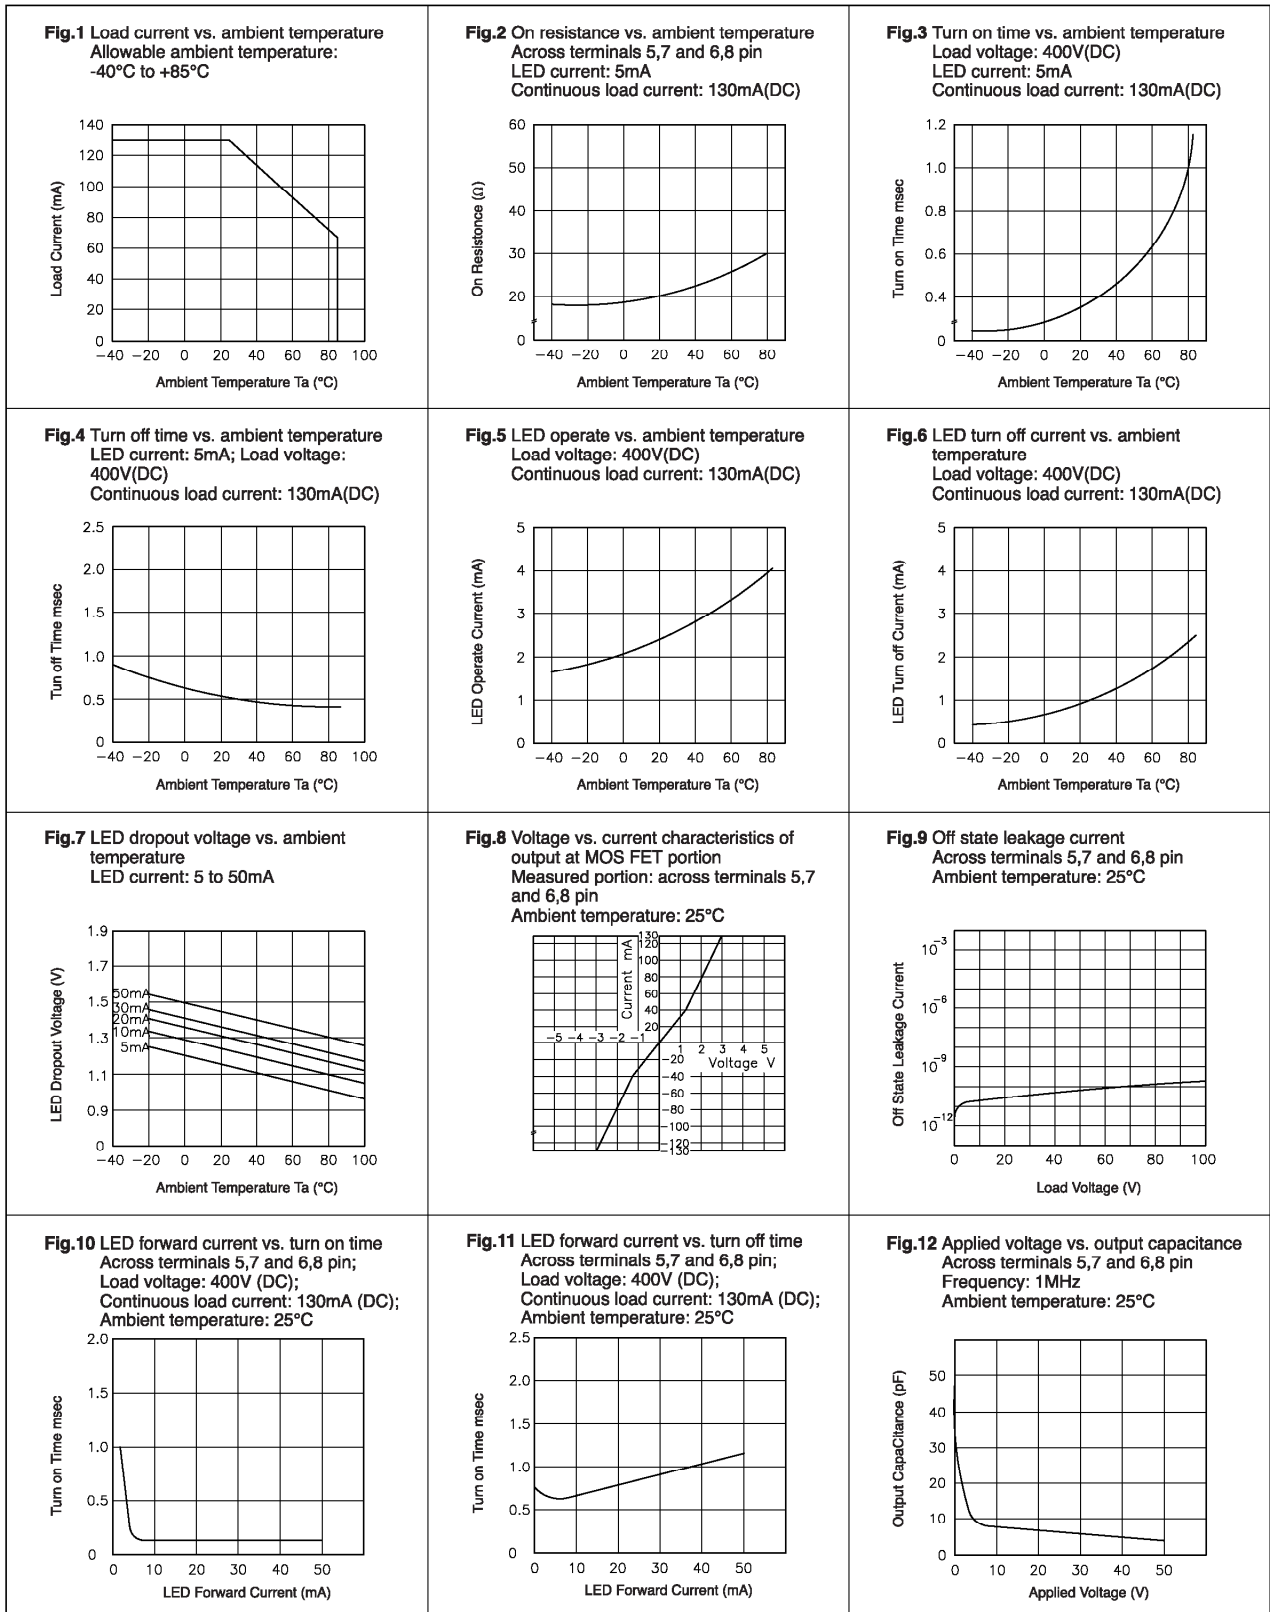 Fig.1 Load current vs. ambient temperature
Allowable ambient temperature:
-40°C to +85°C
140
120
100
80
60
40
20
0
Load Current (mA)
−40 −20 0 20 40 60 80 100
Ambient Temperature Ta (°C)
Fig.2 On resistance vs. ambient temperature
Across terminals 5,7 and 6,8 pin
LED current: 5mA
Continuous load current: 130mA(DC)
60
50
40
30
20
0
On Resistonce (Ω)
−40 −20 0 20 40 60 80
Ambient Temperature Ta (°C)
Fig.3 Turn on time vs. ambient temperature
Load voltage: 400V(DC)
LED current: 5mA
Continuous load current: 130mA(DC)
1.2
1.0
0.8
0.6
0.4
0
Turn on Time msec
−40 −20 0 20 40 60 80
Ambient Temperature Ta (°C)
Fig.4 Turn off time vs. ambient temperature
LED current: 5mA; Load voltage:
400V(DC)
Continuous load current: 130mA(DC)
2.5
2.0
1.5
1.0
0.5
0
Tun off Time msec
−40 −20 0 20 40 60 80 100
Ambient Temperature Ta (°C)
Fig.5 LED operate vs. ambient temperature
Load voltage: 400V(DC)
Continuous load current: 130mA(DC)
5
4
3
2
1
0
LED Operate Current (mA)
−40 −20 0 20 40 60 80
Ambient Temperature Ta (°C)
Fig.6 LED turn off current vs. ambient
temperature
Load voltage: 400V(DC)
Continuous load current: 130mA(DC)
5
4
3
2
1
0
LED Turn off Current (mA)
−40 −20 0 20 40 60 80
Ambient Temperature Ta (°C)
Fig.7 LED dropout voltage vs. ambient
temperature
LED current: 5 to 50mA
1.9
1.7
1.5
1.3
1.1
0.9
0
LED Dropout Voltage (V)
50mA
30mA
20mA
10mA
5mA
−40 −20 0 20 40 60 80 100
Ambient Temperature Ta (°C)
Fig.8 Voltage vs. current characteristics of
output at MOS FET portion
Measured portion: across terminals 5,7
and 6,8 pin
Ambient temperature: 25°C
Current mA
130
120
100
80
60
40
20
−5 −4 −3 −2 −1
1 2 3 4 5
Voltage V
−20
−40
−60
−80
−100
−120
−130
Fig.9 Off state leakage current
Across terminals 5,7 and 6,8 pin
Ambient temperature: 25°C
10−3
10−6
10−9
10−12
Off State Leakage Current
0 20 40 60 80 100
Load Voltage (V)
Fig.10 LED forward current vs. turn on time
Across terminals 5,7 and 6,8 pin;
Load voltage: 400V (DC);
Continuous load current: 130mA (DC);
Ambient temperature: 25°C
2.0
1.5
1.0
0.5
0
Turn on Time msec
0 10 20 30 40 50
LED Forward Current (mA)
Fig.11 LED forward current vs. turn off time
Across terminals 5,7 and 6,8 pin;
Load voltage: 400V (DC);
Continuous load current: 130mA (DC);
Ambient temperature: 25°C
2.5
2.0
1.5
1.0
0.5
0
Turn on Time msec
0 10 20 30 40 50
LED Forward Current (mA)
Fig.12 Applied voltage vs. output capacitance
Across terminals 5,7 and 6,8 pin
Frequency: 1MHz
Ambient temperature: 25°C
50
40
30
20
10
0
Output CapaCitance (pF)
0 10 20 30 40 50
Applied Voltage (V)